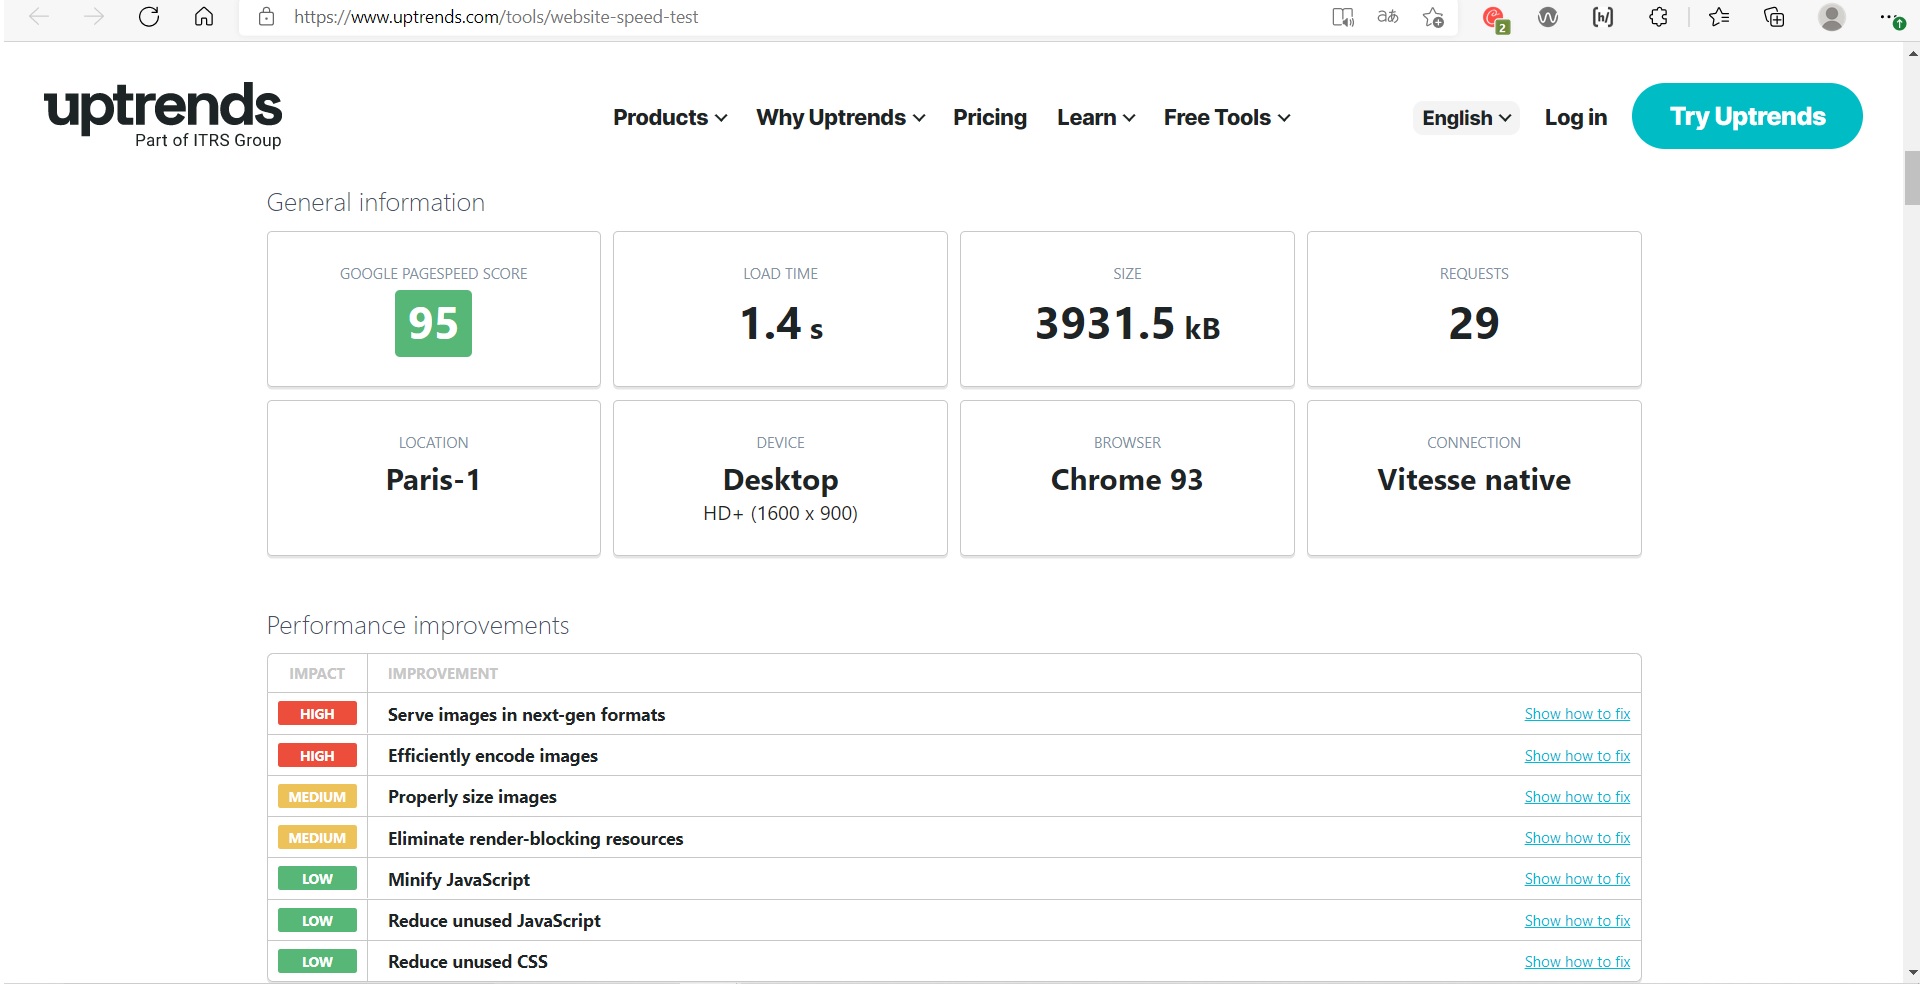 https://www.uptrends.com/tools/website-speed-test
aあ
2
uptrends
Part of ITRS Group
Products
Why Uptrends
Pricing
Learn
Free Tools
English
Log in
Try Uptrends
General information
GOOGLE PAGESPEED SCORE
95
LOAD TIME
1.4 s
SIZE
3931.5 kB
REQUESTS
29
LOCATION
Paris-1
DEVICE
Desktop
HD+ (1600 x 900)
BROWSER
Chrome 93
CONNECTION
Vitesse native
Performance improvements
IMPACT IMPROVEMENT
HIGH Serve images in next-gen formats Show how to fix
HIGH Efficiently encode images Show how to fix
MEDIUM Properly size images Show how to fix
MEDIUM Eliminate render-blocking resources Show how to fix
LOW Minify JavaScript Show how to fix
LOW Reduce unused JavaScript Show how to fix
LOW Reduce unused CSS Show how to fix